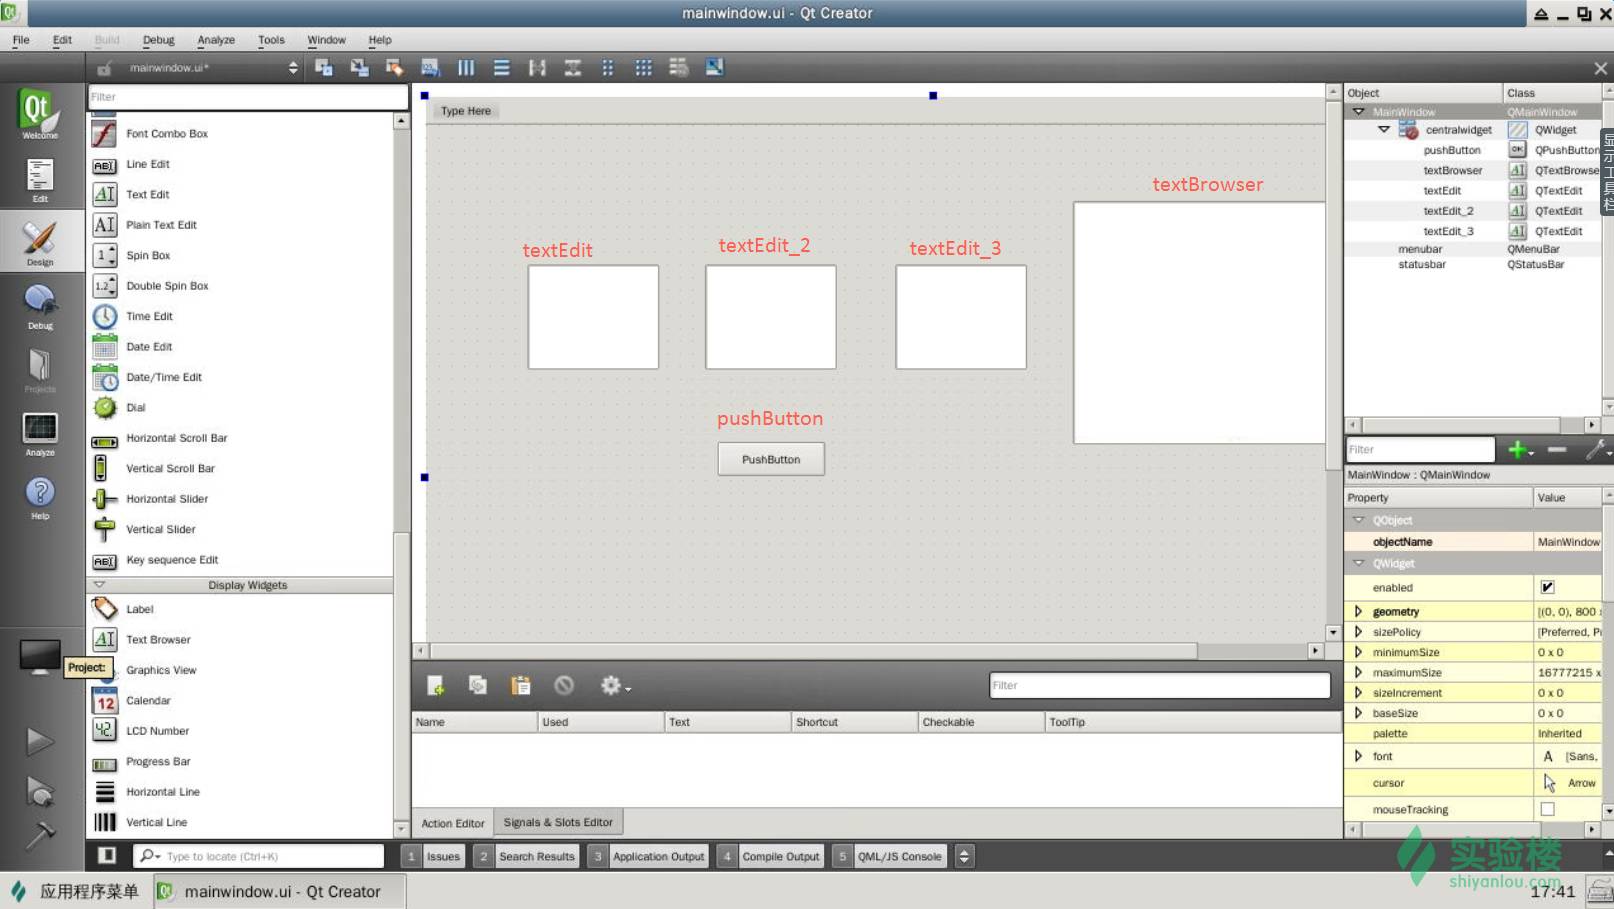 mainwindow.ui - Qt Creator
File Edit Build Debug Analyze Tools Window Help
mainwindow.ui*
Welcome
Edit
Design
Debug
Projects
Analyze
Help
Project:
Filter
Font Combo Box
Line Edit
Text Edit
Plain Text Edit
Spin Box
Double Spin Box
Time Edit
Date Edit
Date/Time Edit
Dial
Horizontal Scroll Bar
Vertical Scroll Bar
Horizontal Slider
Vertical Slider
Key sequence Edit
Display Widgets
Label
Text Browser
Graphics View
Calendar
LCD Number
Progress Bar
Horizontal Line
Vertical Line
Type Here
textBrowser
textEdit
textEdit_2
textEdit_3
pushButton
PushButton
Filter
Name Used Text Shortcut Checkable ToolTip
Action Editor Signals & Slots Editor
Object Class
MainWindow QMainWindow
centralwidget QWidget
pushButton QPushButton
textBrowser QTextBrowse
textEdit QTextEdit
textEdit_2 QTextEdit
textEdit_3 QTextEdit
menubar QMenuBar
statusbar QStatusBar
显示工具栏
Filter
MainWindow : QMainWindow
Property Value
QObject
objectName MainWindow
QWidget
enabled
geometry [(0, 0), 800 x
sizePolicy [Preferred, Pr
minimumSize 0 x 0
maximumSize 16777215 x
sizeIncrement 0 x 0
baseSize 0 x 0
palette Inherited
font A [Sans,
cursor Arrow
mouseTracking
Type to locate (Ctrl+K)
1 Issues 2 Search Results 3 Application Output 4 Compile Output 5 QML/JS Console
实验楼
shiyanlou.com
应用程序菜单 mainwindow.ui - Qt Creator 17:41